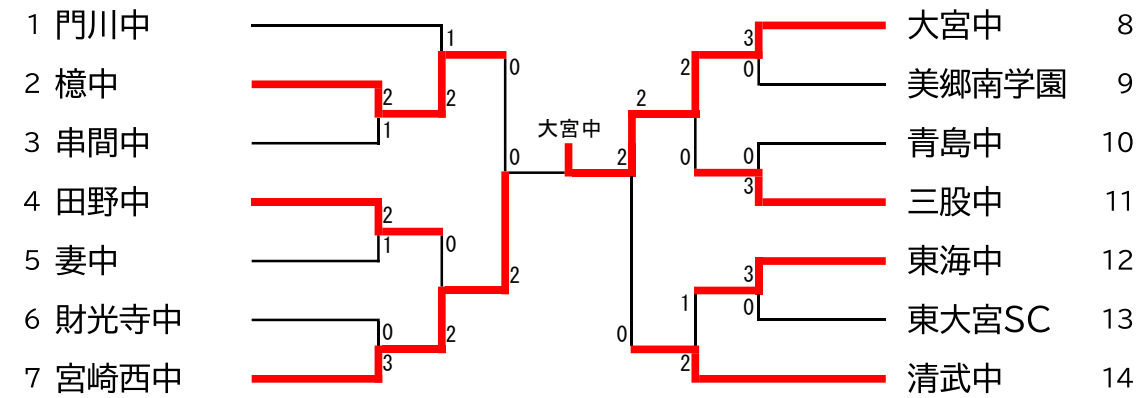 1 門川中
2 檍中
3 串間中
4 田野中
5 妻中
6 財光寺中
7 宮崎西中
1
2
2
1
0
2
1
0
2
0
3
2
0
大宮中
2
2
0
2
0
3
0
0
3
1
2
3
0
大宮中 8
美郷南学園 9
青島中 10
三股中 11
東海中 12
東大宮SC 13
清武中 14